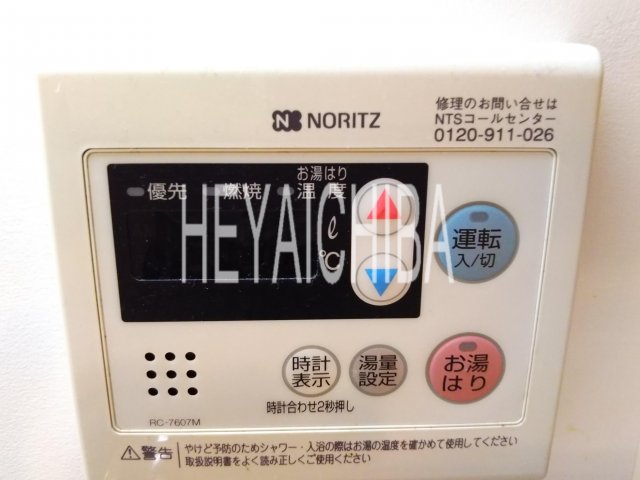 NORITZ
修理のお問い合せは
NTSコールセンター
0120-911-026
お湯はり
優先 燃焼 温度
HEYAICHIBA
ℓ
℃
運転
入/切
時計
表示
湯量
設定
お湯
はり
時計合わせ2秒押し
RC-7607M
⚠警告
やけど予防のためシャワー・入浴の際はお湯の温度を確かめて使用してください
取扱説明書をよく読み正しくご使用ください